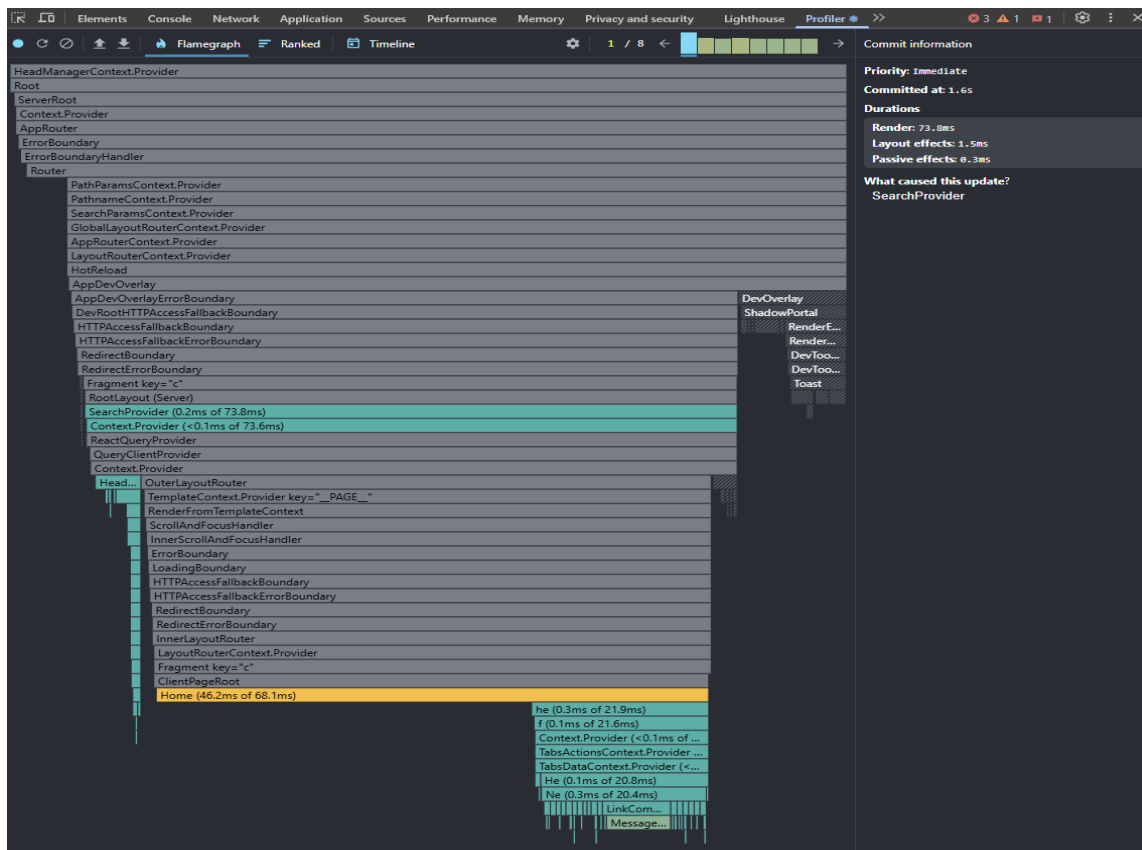 Elements Console Network Application Sources Performance Memory Privacy and security Lighthouse Profiler 3 1 1
Flamegraph Ranked Timeline 1 / 8 Commit information
HeadManagerContext.Provider
Root
ServerRoot
Context.Provider
AppRouter
ErrorBoundary
ErrorBoundaryHandler
Router
PathParamsContext.Provider
PathnameContext.Provider
SearchParamsContext.Provider
GlobalLayoutRouterContext.Provider
AppRouterContext.Provider
LayoutRouterContext.Provider
HotReload
AppDevOverlay
AppDevOverlayErrorBoundary DevOverlay
DevRootHTTPAccessFallbackBoundary ShadowPortal
HTTPAccessFallbackBoundary RenderE...
HTTPAccessFallbackErrorBoundary Render...
RedirectBoundary DevToo...
RedirectErrorBoundary DevToo...
Fragment key="c" Toast
RootLayout (Server)
SearchProvider (0.2ms of 73.8ms)
Context.Provider (<0.1ms of 73.6ms)
ReactQueryProvider
QueryClientProvider
Context.Provider
Head... OuterLayoutRouter
TemplateContext.Provider key="__PAGE__"
RenderFromTemplateContext
ScrollAndFocusHandler
InnerScrollAndFocusHandler
ErrorBoundary
LoadingBoundary
HTTPAccessFallbackBoundary
HTTPAccessFallbackErrorBoundary
RedirectBoundary
RedirectErrorBoundary
InnerLayoutRouter
LayoutRouterContext.Provider
Fragment key="c"
ClientPageRoot
Home (46.2ms of 68.1ms)
he (0.3ms of 21.9ms)
f (0.1ms of 21.6ms)
Context.Provider (<0.1ms of ...
TabsActionsContext.Provider ...
TabsDataContext.Provider (<...
He (0.1ms of 20.8ms)
Ne (0.3ms of 20.4ms)
LinkCom...
Message...
Priority: Immediate
Committed at: 1.6s
Durations
Render: 73.8ms
Layout effects: 1.5ms
Passive effects: 0.3ms
What caused this update?
SearchProvider